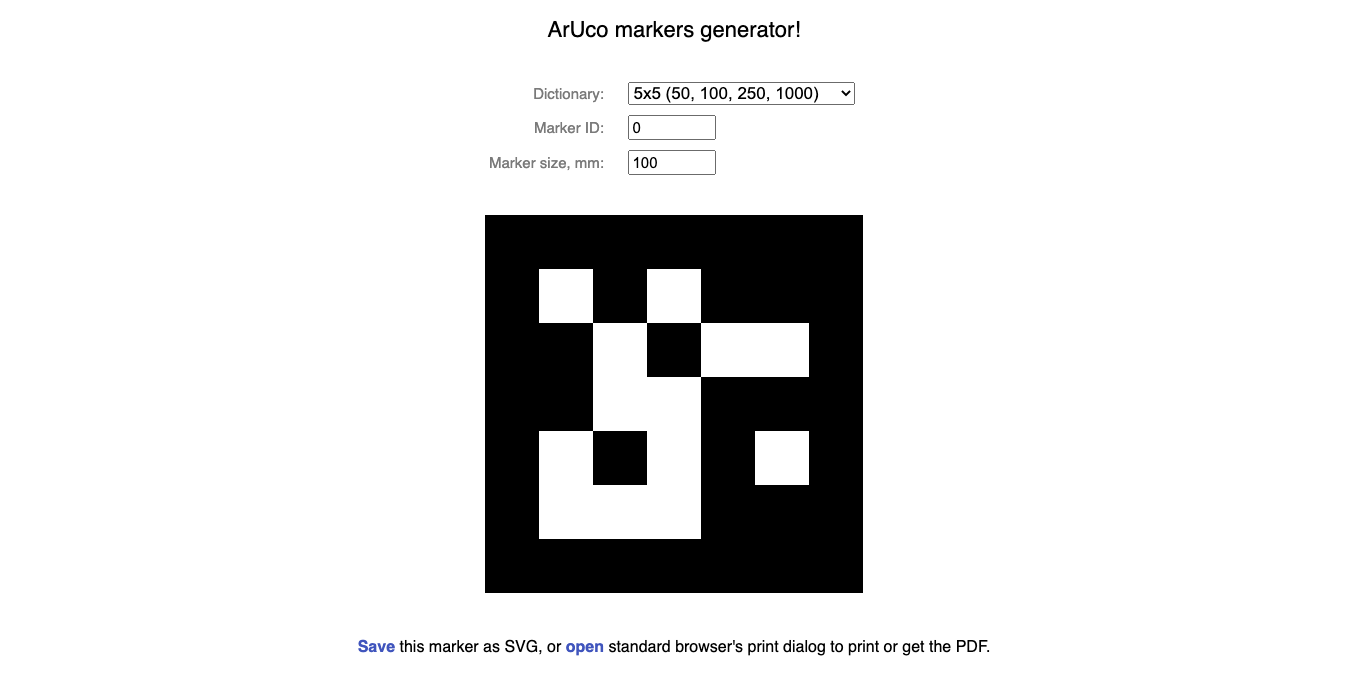 ArUco markers generator!
Dictionary: 5x5 (50, 100, 250, 1000)
Marker ID: 0
Marker size, mm: 100
Save this marker as SVG, or open standard browser's print dialog to print or get the PDF.